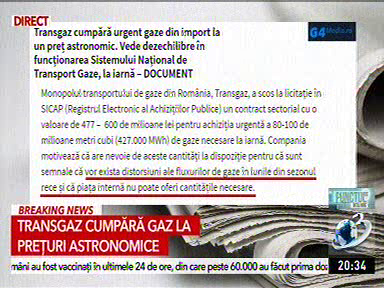 DIRECT
Transgaz cumpără urgent gaze din import la
un preț astronomic. Vede dezechilibre în
funcționarea Sistemului Național de
Transport Gaze, la iarnă – DOCUMENT
G4Media.ro
Monopolul transportului de gaze din România, Transgaz, a scos la licitație în
SICAP (Registrul Electronic al Achizițiilor Publice) un contract sectorial cu o
valoare de 477 – 600 de milioane lei pentru achiziția urgentă a 80-100 de
milioane metri cubi (427.000 MWh) de gaze necesare la iarnă. Compania
motivează că are nevoie de aceste cantități la dispoziție pentru că sunt
semnale că vor exista distorsiuni ale fluxurilor de gaze în lunile din sezonul
rece și că piața internă nu poate oferi cantitățile necesare.
PUNCTUL
BREAKING NEWS
TRANSGAZ CUMPĂRĂ GAZ LA
PREȚURI ASTRONOMICE
20:34
mâni au fost vaccinați în ultimele 24 de ore, din care peste 60.000 au făcut prima doz